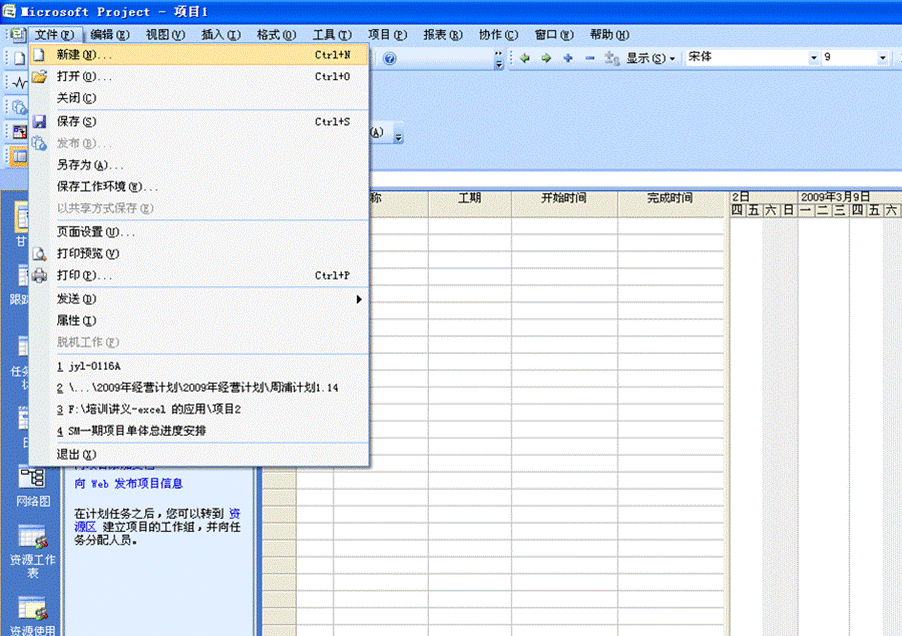 Microsoft Project - 项目1
文件(F) 编辑(E) 视图(V) 插入(I) 格式(O) 工具(T) 项目(P) 报表(R) 协作(C) 窗口(W) 帮助(H)
新建(N)... Ctrl+N
打开(O)... Ctrl+O
关闭(C)
保存(S) Ctrl+S
发布(B)...
另存为(A)...
保存工作环境(W)...
以共享方式保存(E)
页面设置(U)...
打印预览(V)
打印(P)... Ctrl+P
发送(D)
属性(I)
脱机工作(F)
1 jyl-0116A
2 \...\2009年经营计划\2009年经营计划\周浦计划1.14
3 F:\培训讲义-excel 的应用\项目2
4 SM一期项目单体总进度安排
退出(X)
显示(S) 宋体 9
(A)
称 工期 开始时间 完成时间
2日 2009年3月9日
四 五 六 日 一 二 三 四 五 六
甘
跟踪
任务
状
网络图
资源工作
表
资源使用
向 Web 发布项目信息
在计划任务之后，您可以转到 资
源区 建立项目的工作组，并向任
务分配人员。